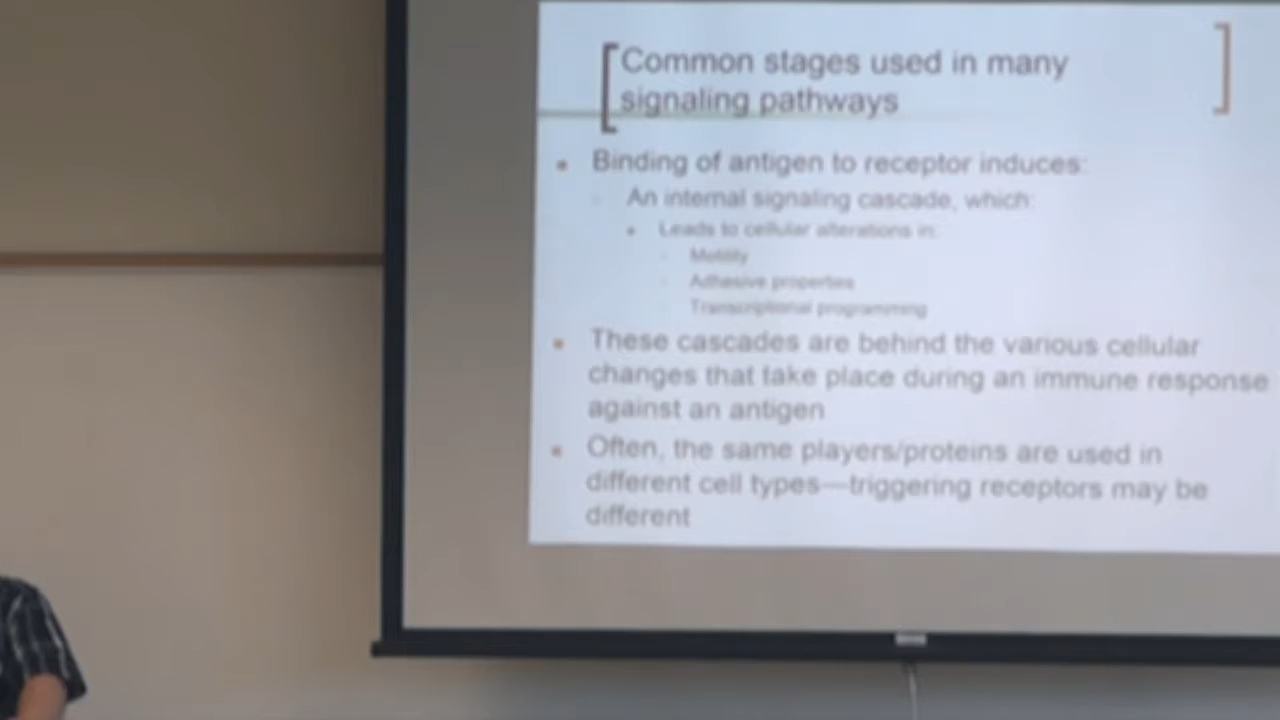 Common stages used in many
signaling pathways
Binding of antigen to receptor induces:
An internal signaling cascade, which:
Leads to cellular alterations in:
Motility
Adhesive properties
Transcriptional programming
These cascades are behind the various cellular
changes that take place during an immune response
against an antigen
Often, the same players/proteins are used in
different cell types—triggering receptors may be
different